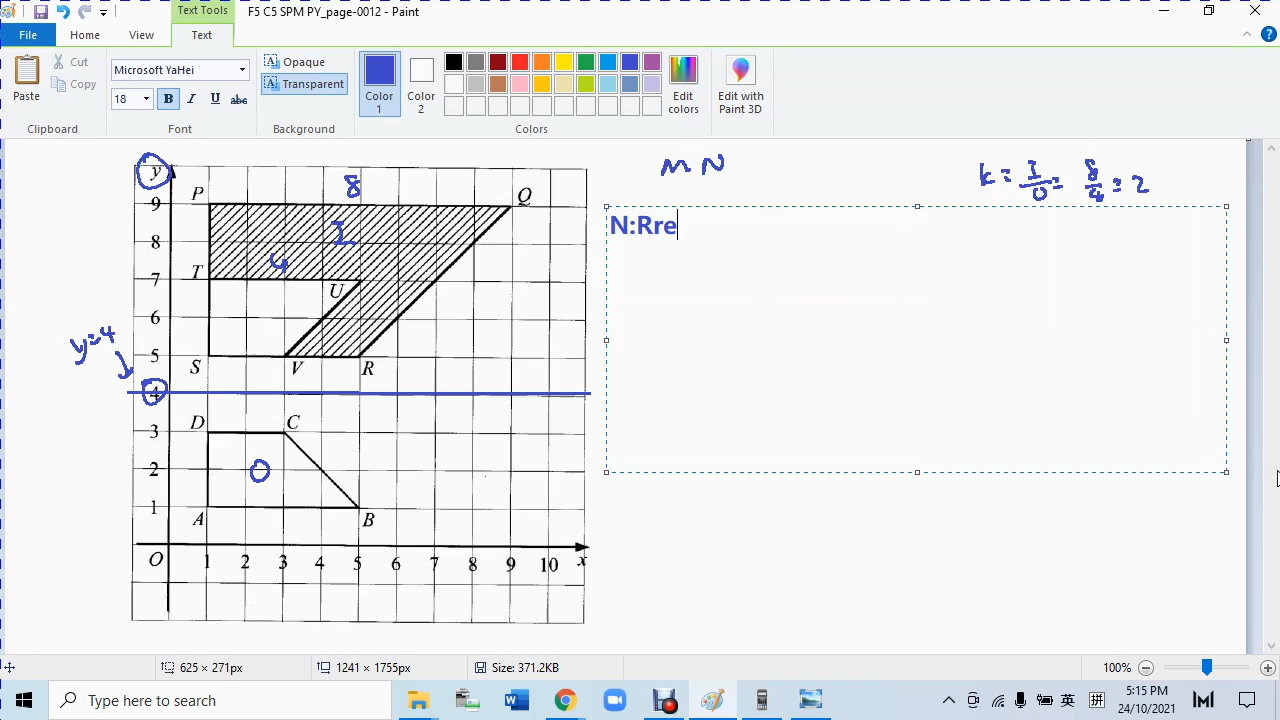 F5 C5 SPM PY_page-0012 - Paint
Text Tools
File
Home
View
Text
Paste
Cut
Copy
Clipboard
Microsoft YaHei
18
B I U abc
Font
Opaque
Transparent
Background
Color 1
Color 2
Edit colors
Edit with Paint 3D
Colors
M N
k = I/O = 8/4 = 2
N:Rre
y
P
8
Q
9
I
8
T
4
7
U
6
y=4
5
S
V
R
4
D
C
3
O
2
1
A
B
O
1 2 3 4 5 6 7 8 9 10 x
625 × 271px
1241 × 1755px
Size: 371.2KB
100%
Type here to search
英
拼
5:15 PM
24/10/2021